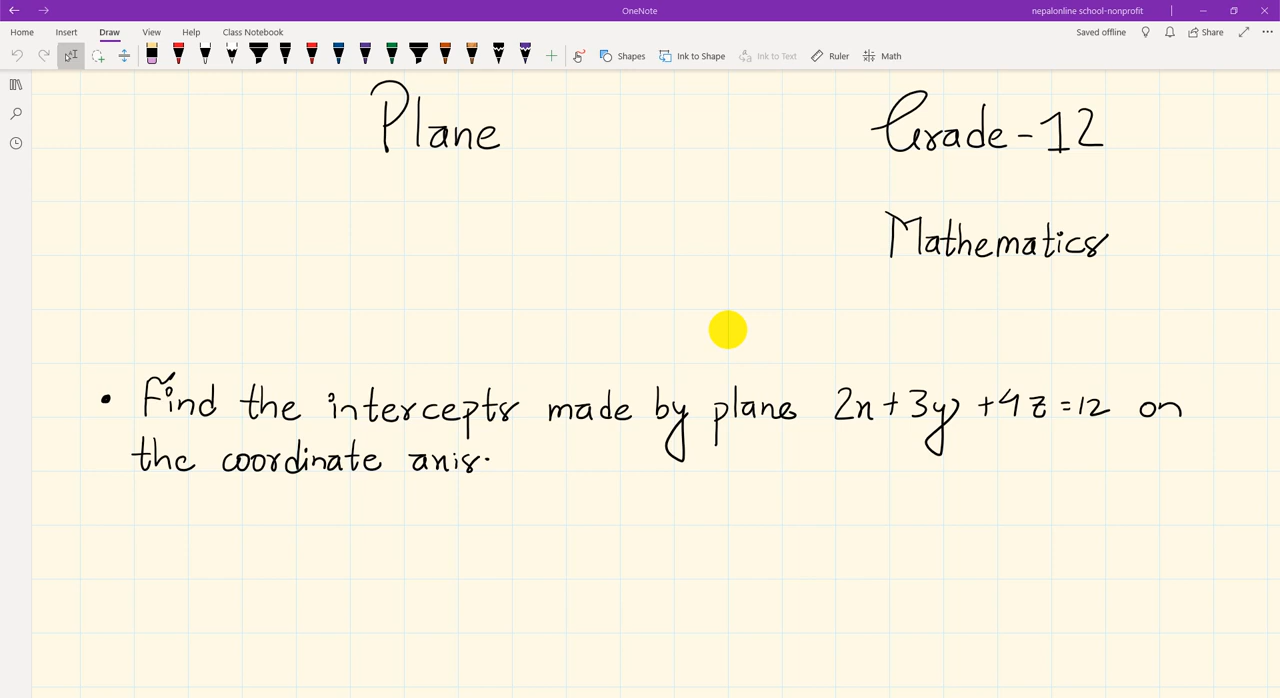 OneNote
nepalonline school-nonprofit
Home Insert Draw View Help Class Notebook
Saved offline Share
Shapes Ink to Shape Ink to Text Ruler Math
Plane
Grade-12
Mathematics
• Find the intercepts made by plane 2x+3y+4z=12 on
the coordinate axis.